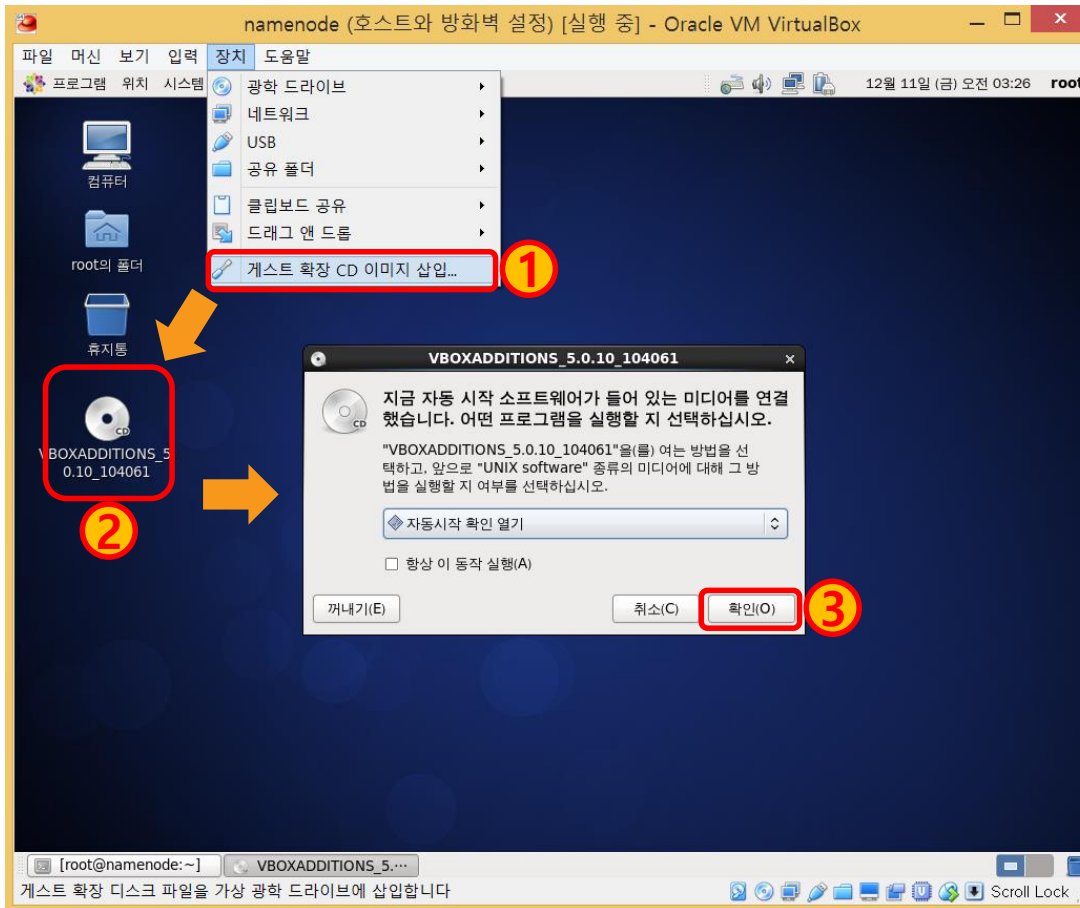 namenode (호스트와 방화벽 설정) [실행 중] - Oracle VM VirtualBox
파일 머신 보기 입력 장치 도움말
프로그램 위치 시스템
12월 11일 (금) 오전 03:26 root
광학 드라이브
네트워크
USB
공유 폴더
클립보드 공유
드래그 앤 드롭
게스트 확장 CD 이미지 삽입...
1
컴퓨터
root의 폴더
휴지통
VBOXADDITIONS_5
0.10_104061
2
VBOXADDITIONS_5.0.10_104061
지금 자동 시작 소프트웨어가 들어 있는 미디어를 연결
했습니다. 어떤 프로그램을 실행할 지 선택하십시오.
"VBOXADDITIONS_5.0.10_104061"을(를) 여는 방법을 선
택하고, 앞으로 "UNIX software" 종류의 미디어에 대해 그 방
법을 실행할 지 여부를 선택하십시오.
자동시작 확인 열기
항상 이 동작 실행(A)
꺼내기(E) 취소(C) 확인(O)
3
[root@namenode:~] VBOXADDITIONS_5.⋯
게스트 확장 디스크 파일을 가상 광학 드라이브에 삽입합니다
Scroll Lock